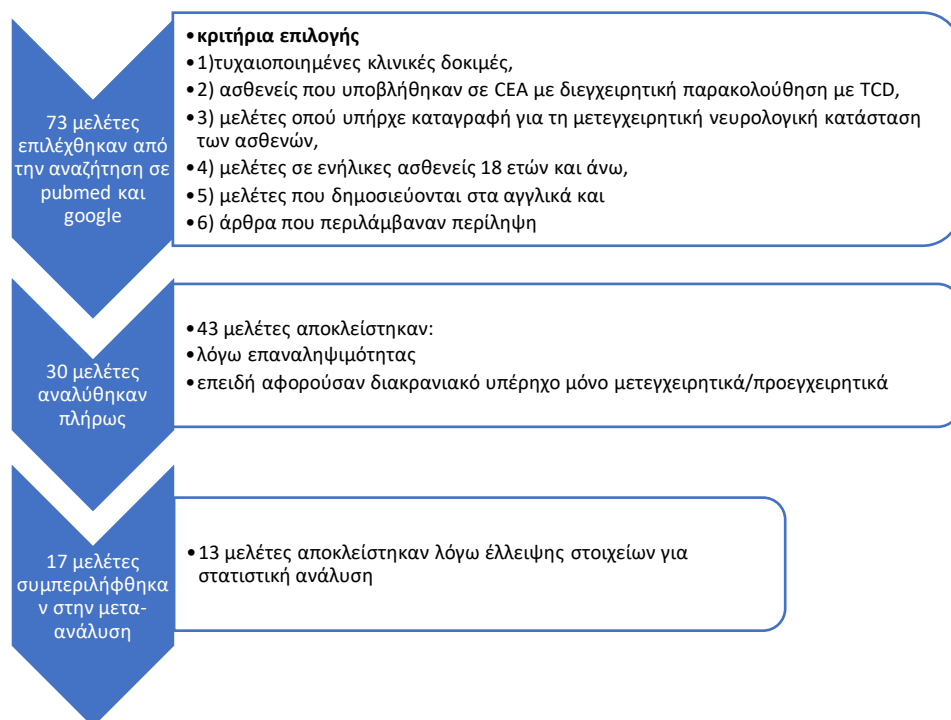 73 μελέτες
επιλέχθηκαν από
την αναζήτηση σε
pubmed και
google
•κριτήρια επιλογής
•1)τυχαιοποιημένες κλινικές δοκιμές,
•2) ασθενείς που υποβλήθηκαν σε CEA με διεγχειρητική παρακολούθηση με TCD,
•3) μελέτες οπού υπήρχε καταγραφή για τη μετεγχειρητική νευρολογική κατάσταση
των ασθενών,
•4) μελέτες σε ενήλικες ασθενείς 18 ετών και άνω,
•5) μελέτες που δημοσιεύονται στα αγγλικά και
•6) άρθρα που περιλάμβαναν περίληψη
30 μελέτες
αναλύθηκαν
πλήρως
•43 μελέτες αποκλείστηκαν:
•λόγω επαναληψιμότητας
•επειδή αφορούσαν διακρανιακό υπέρηχο μόνο μετεγχειρητικά/προεγχειρητικά
17 μελέτες
συμπεριλήφθηκα
ν στην μετα-
ανάλυση
•13 μελέτες αποκλείστηκαν λόγω έλλειψης στοιχείων για
στατιστική ανάλυση